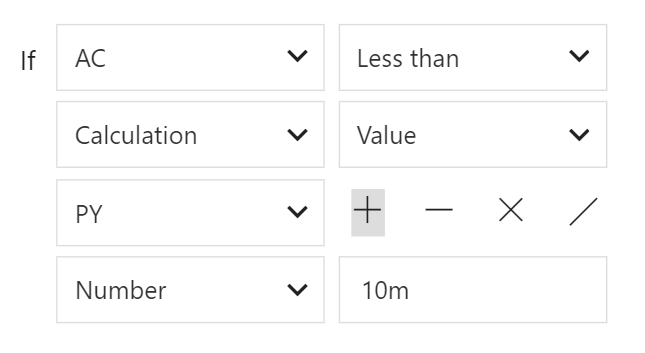 If AC Less than
Calculation Value
PY + − × /
Number 10m